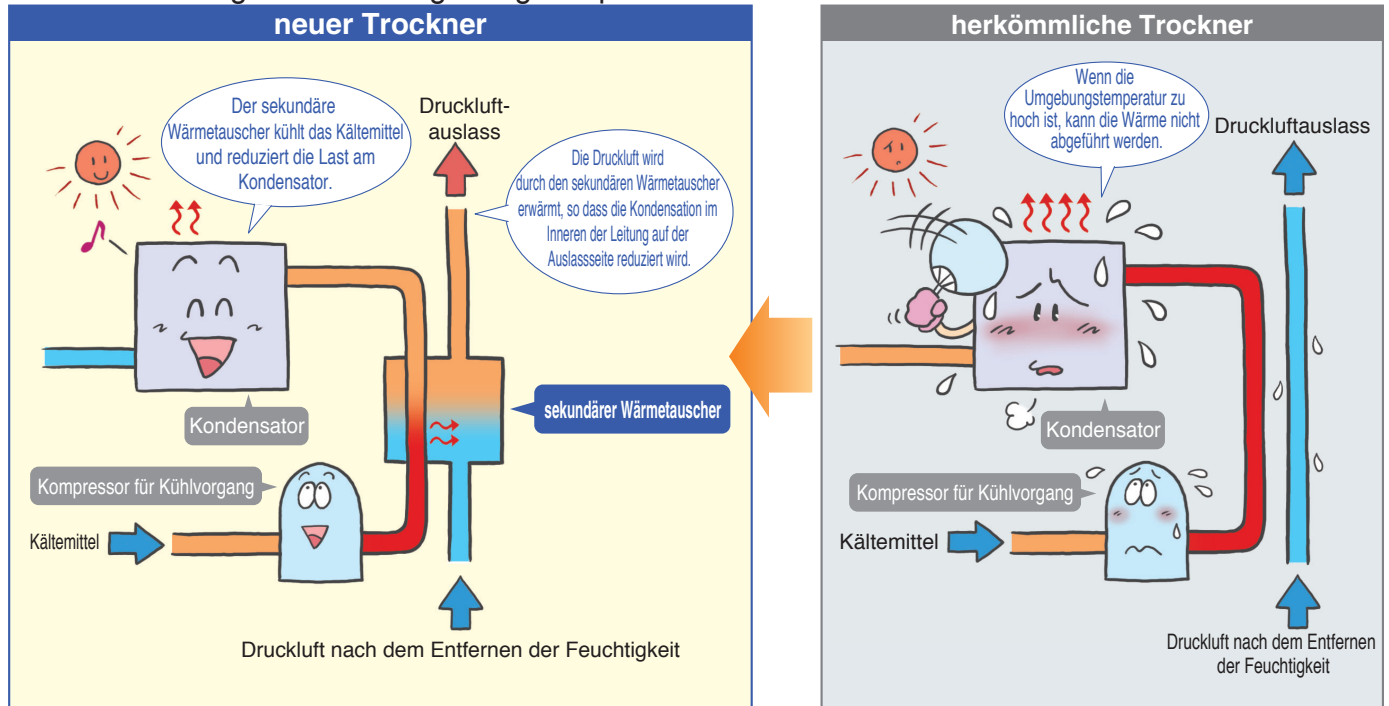 neuer Trockner
Der sekundäre
Wärmetauscher kühlt das Kältemittel
und reduziert die Last am
Kondensator.
Druckluft-
auslass
Die Druckluft wird
durch den sekundären Wärmetauscher
erwärmt, so dass die Kondensation im
Inneren der Leitung auf der
Auslassseite reduziert wird.
Kondensator
sekundärer Wärmetauscher
Kompressor für Kühlvorgang
Kältemittel
Druckluft nach dem Entfernen der Feuchtigkeit
herkömmliche Trockner
Wenn die
Umgebungstemperatur zu
hoch ist, kann die Wärme nicht
abgeführt werden.
Druckluftauslass
Kondensator
Kompressor für Kühlvorgang
Kältemittel
Druckluft nach dem Entfernen
der Feuchtigkeit